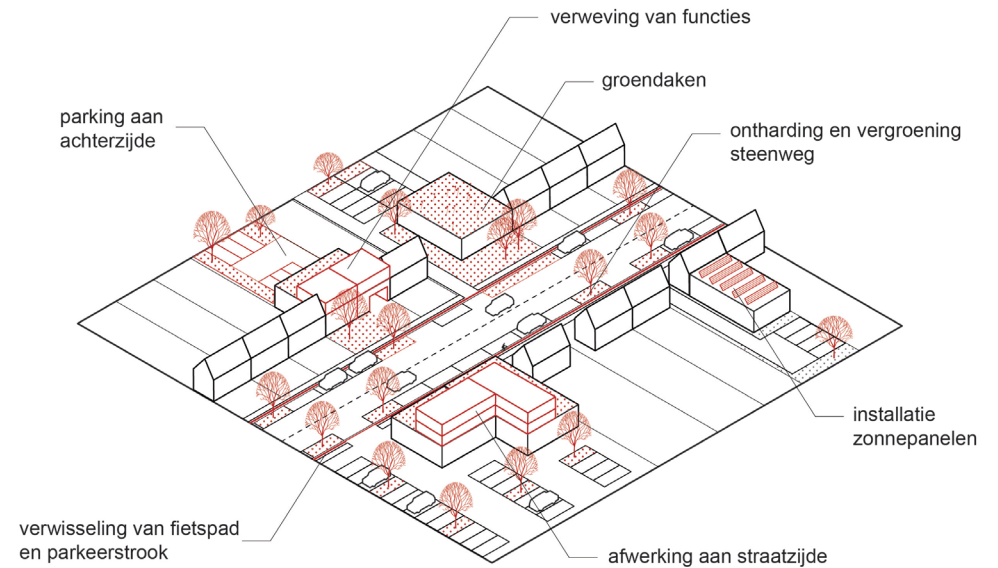 verweving van functies
groendaken
parking aan
achterzijde
ontharding en vergroening
steenweg
installatie
zonnepanelen
verwisseling van fietspad
en parkeerstrook
afwerking aan straatzijde